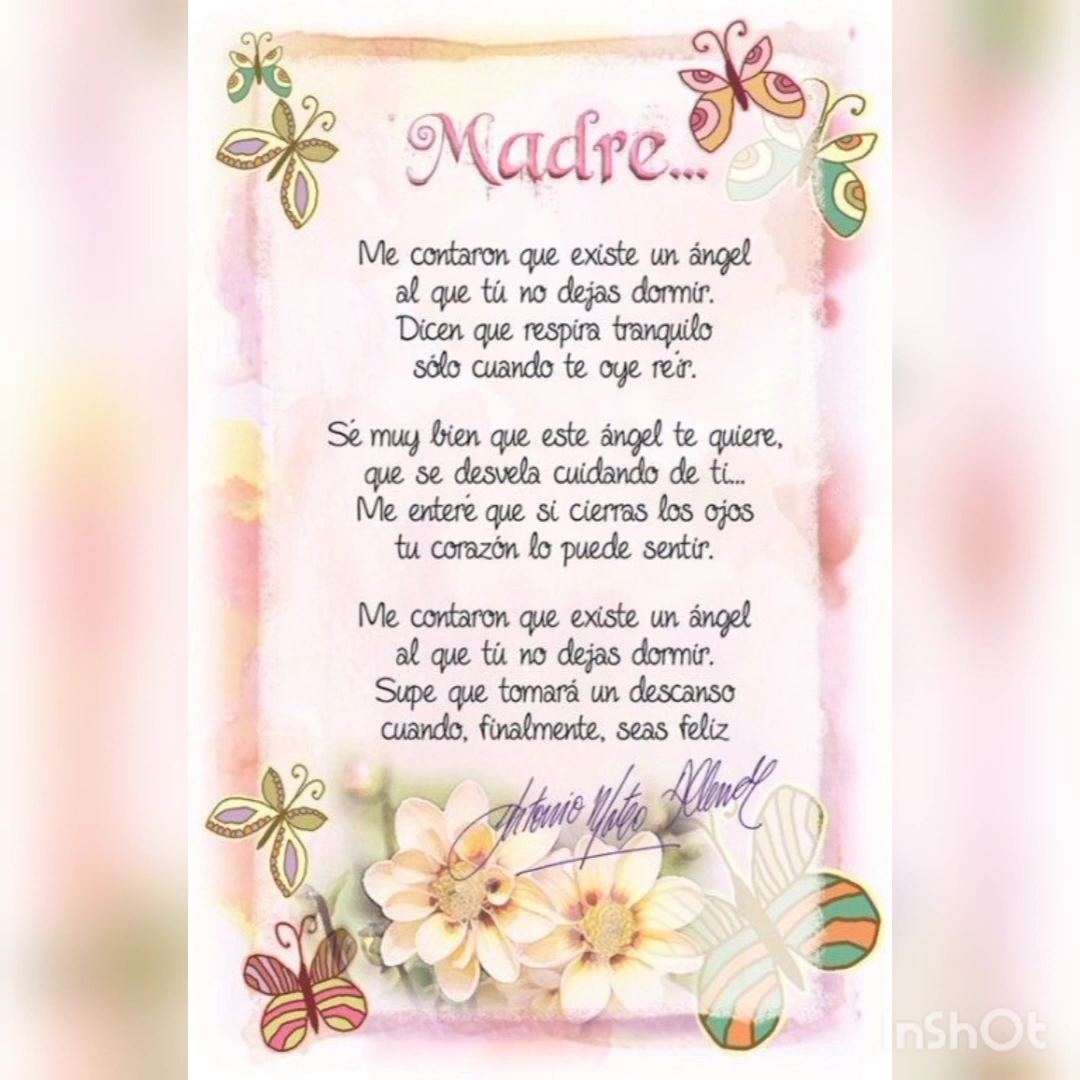 Madre...
Me contaron que existe un ángel
al que tú no dejas dormir.
Dicen que respira tranquilo
sólo cuando te oye reír.
Sé muy bien que este ángel te quiere,
que se desvela cuidando de ti...
Me enteré que si cierras los ojos
tu corazón lo puede sentir.
Me contaron que existe un ángel
al que tú no dejas dormir.
Supe que tomará un descanso
cuando, finalmente, seas feliz
Antonio Mateo
InShOt